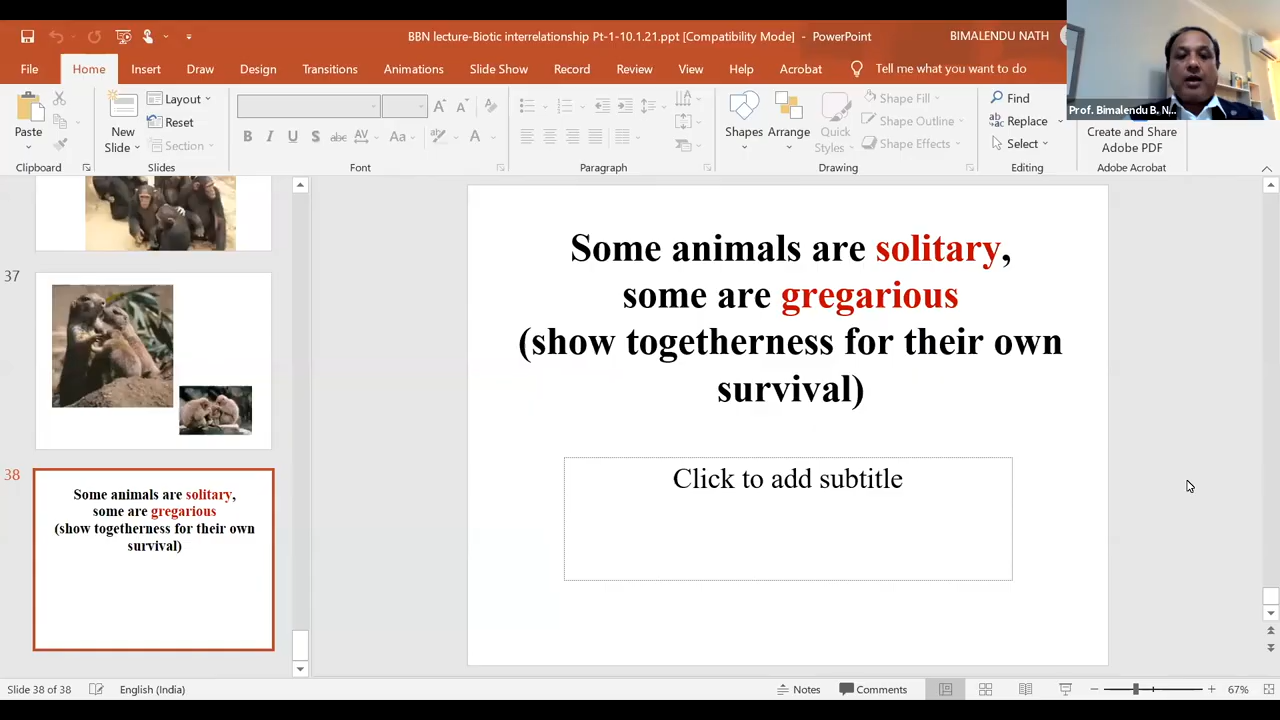 BBN lecture-Biotic interrelationship Pt-1-10.1.21.ppt [Compatibility Mode] - PowerPoint
BIMALENDU NATH
File Home Insert Draw Design Transitions Animations Slide Show Record Review View Help Acrobat Tell me what you want to do
Prof. Bimalendu B. N...
Paste
New Slide
Layout
Reset
Section
Shapes
Arrange
Quick Styles
Shape Fill
Shape Outline
Shape Effects
Find
Replace
Select
Create and Share
Adobe PDF
Clipboard Slides Font Paragraph Drawing Editing Adobe Acrobat
37
38
Some animals are solitary,
some are gregarious
(show togetherness for their own
survival)
Some animals are solitary,
some are gregarious
(show togetherness for their own
survival)
Click to add subtitle
Slide 38 of 38 English (India) Notes Comments 67%